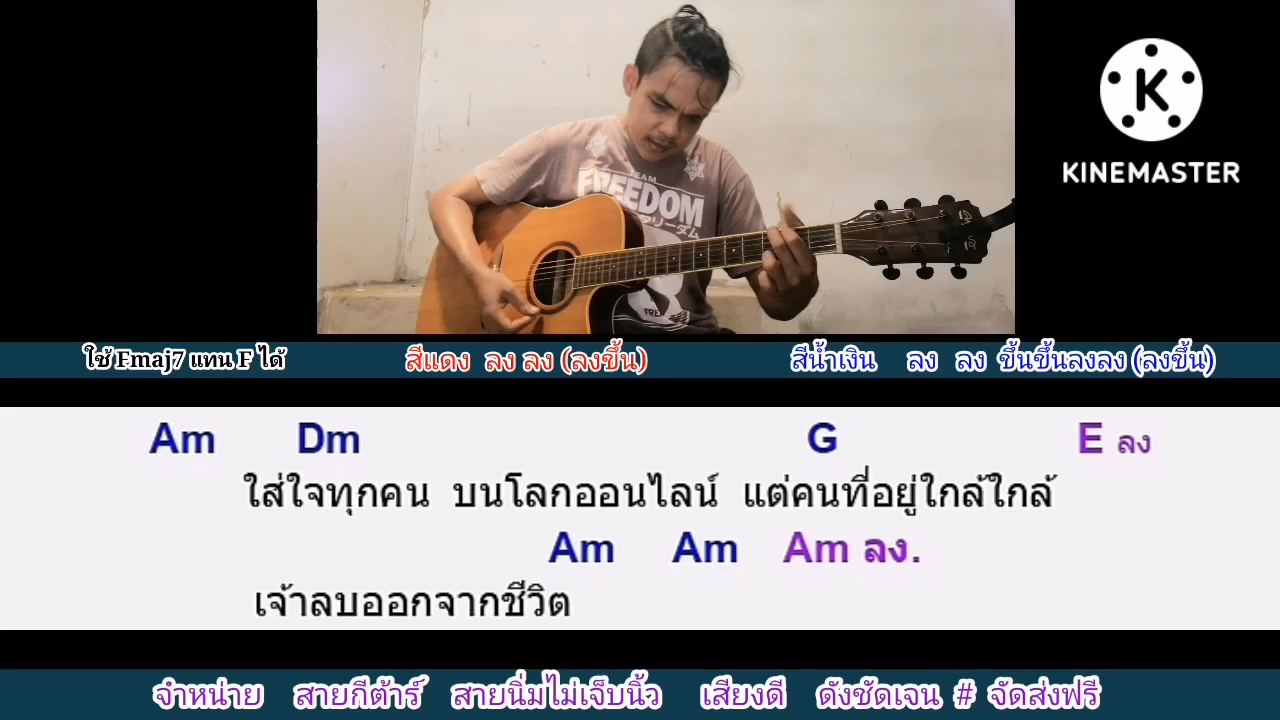 K
KINEMASTER
TEAM
FREEDOM
フリーダム
FRE
ใช้ Fmaj7 แทน F ได้ สีแดง ลง ลง (ลงขึ้น) สีน้ำเงิน ลง ลง ขึ้นขึ้นลงลง (ลงขึ้น)
Am Dm G E ลง
ใส่ใจทุกคน บนโลกออนไลน์ แต่คนที่อยู่ใกล้ใกล้
Am Am Am ลง.
เจ้าลบออกจากชีวิต
จำหน่าย สายกีต้าร์ สายนิ่มไม่เจ็บนิ้ว เสียงดี ดังชัดเจน # จัดส่งฟรี